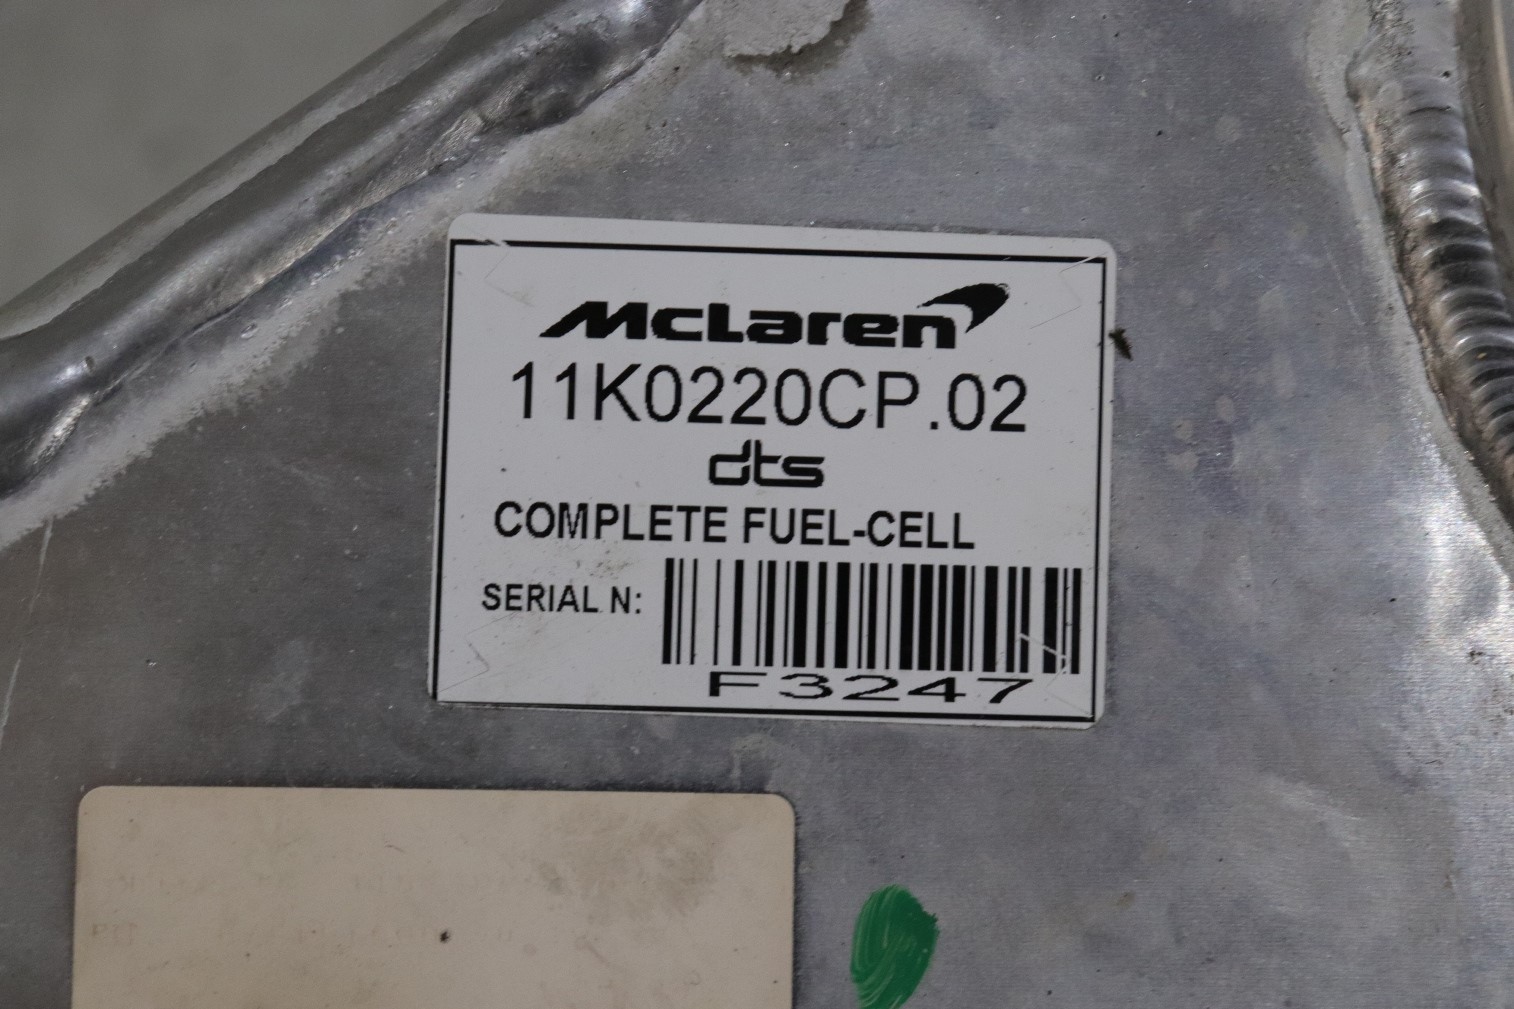 McLaren
11K0220CP.02
dts
COMPLETE FUEL-CELL
SERIAL N:
F3247